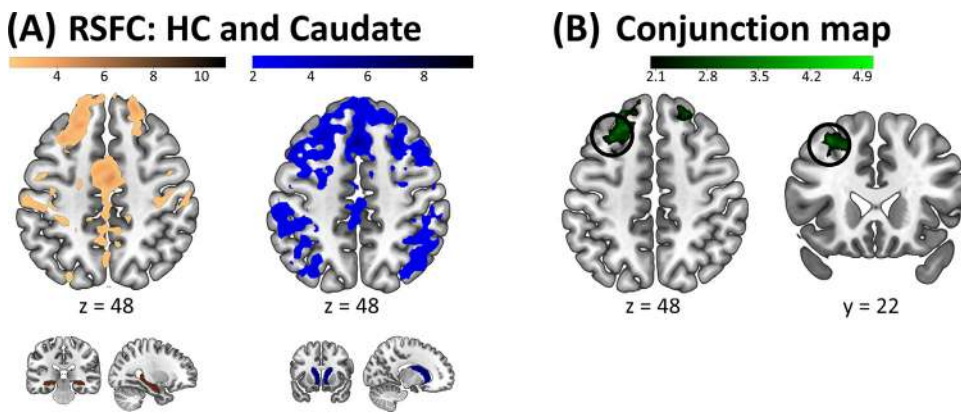 (A) RSFC: HC and Caudate
4 6 8 10
2 4 6 8
z = 48
z = 48
(B) Conjunction map
2.1 2.8 3.5 4.2 4.9
z = 48
y = 22